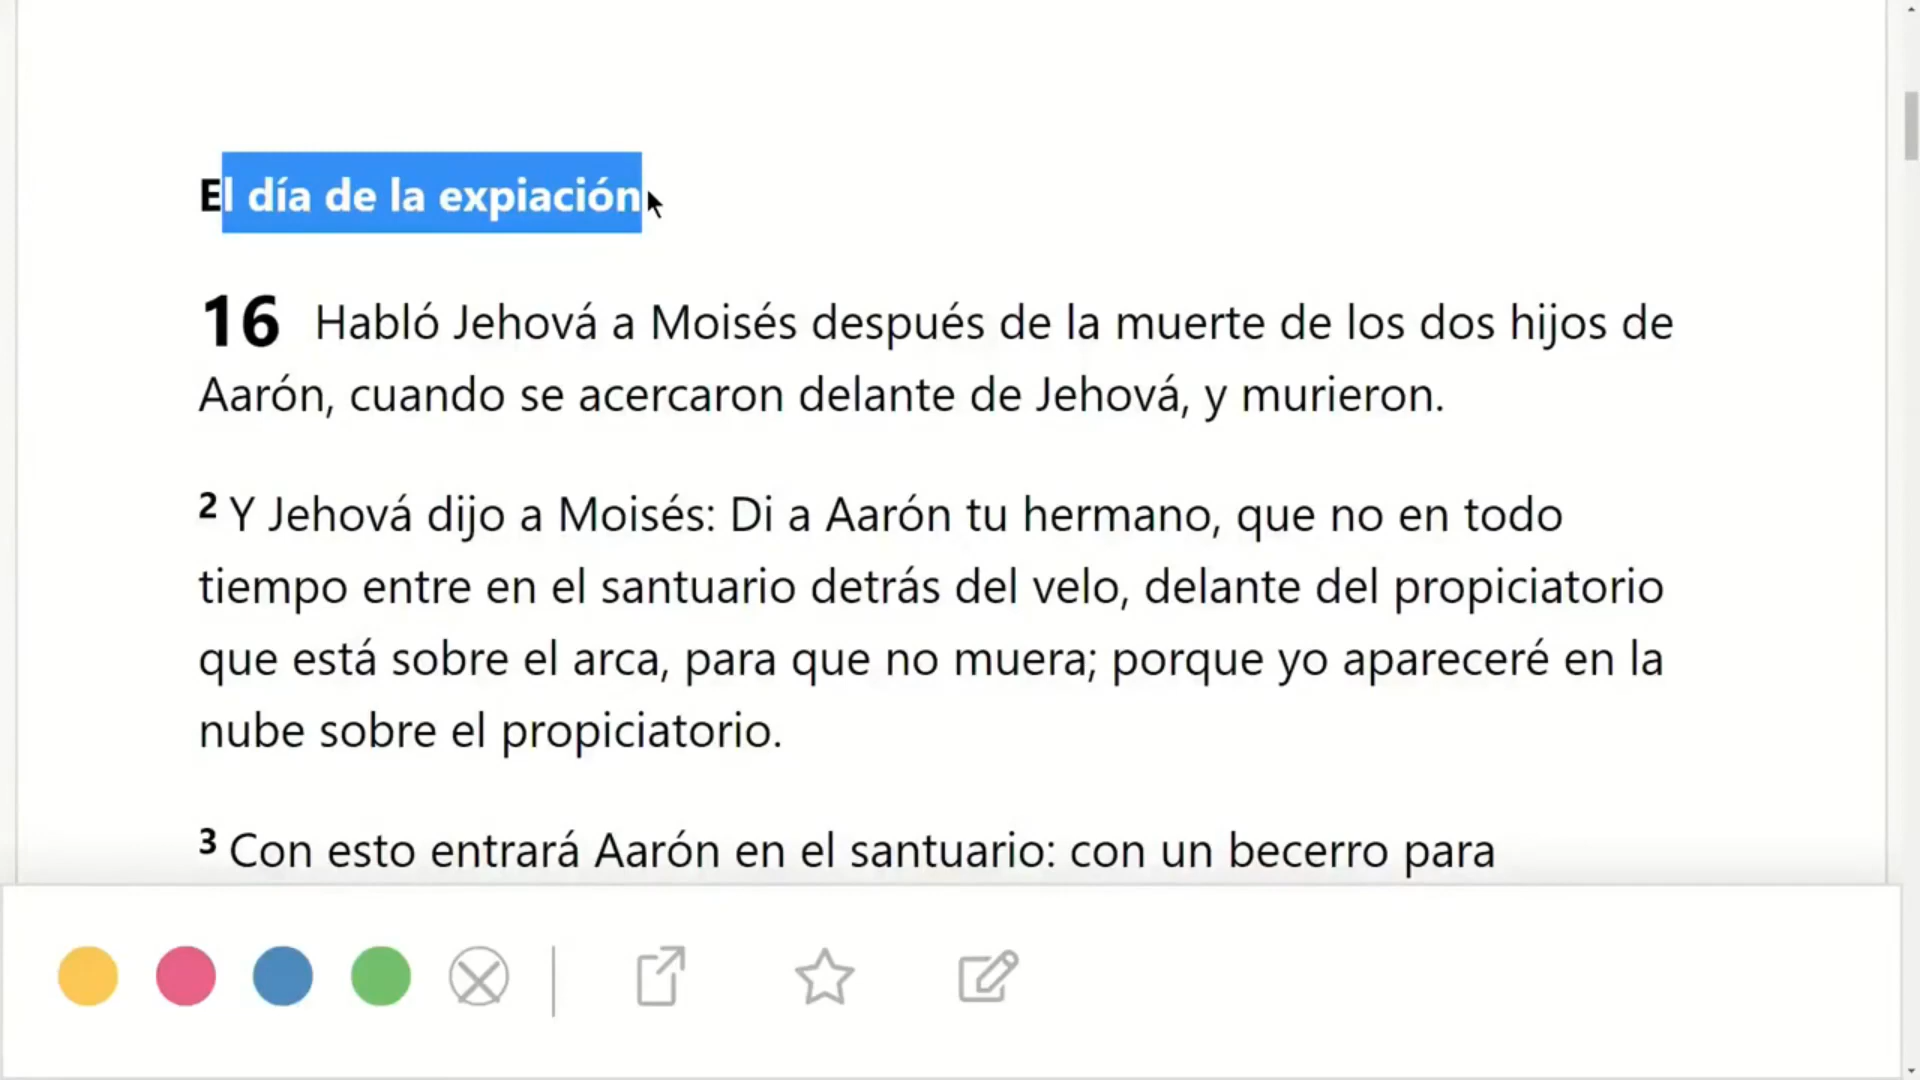 El día de la expiación
16 Habló Jehová a Moisés después de la muerte de los dos hijos de
Aarón, cuando se acercaron delante de Jehová, y murieron.
2 Y Jehová dijo a Moisés: Di a Aarón tu hermano, que no en todo
tiempo entre en el santuario detrás del velo, delante del propiciatorio
que está sobre el arca, para que no muera; porque yo apareceré en la
nube sobre el propiciatorio.
3 Con esto entrará Aarón en el santuario: con un becerro para